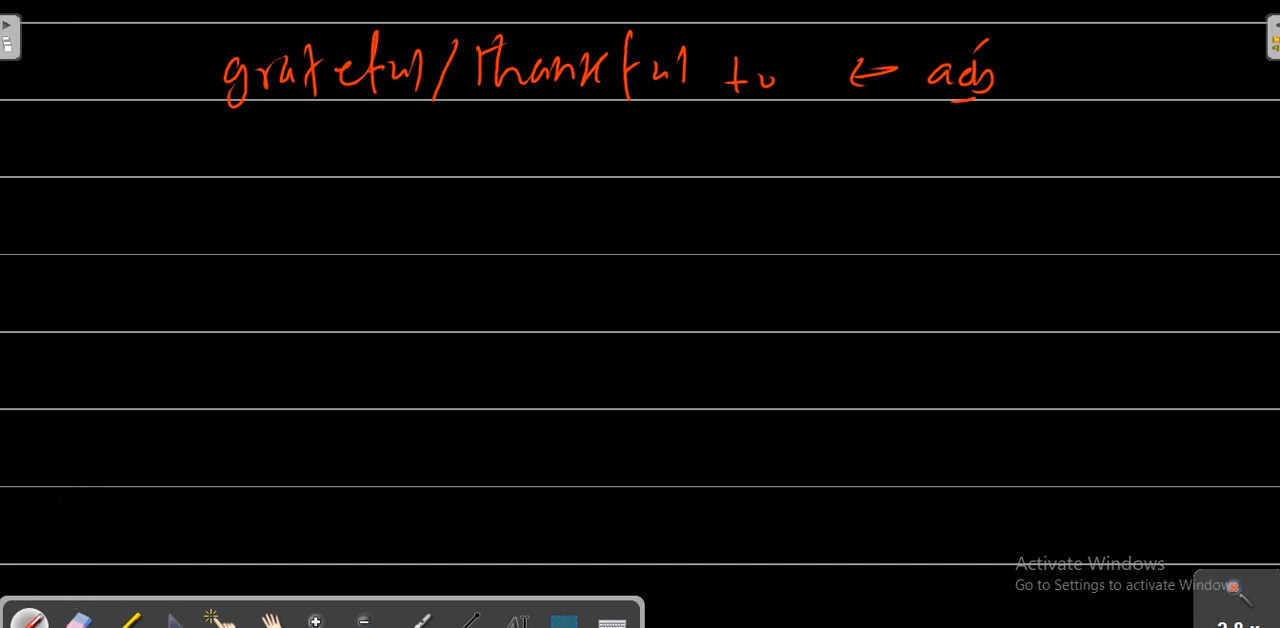 grateful/thankful to ← adj
Activate Windows
Go to Settings to activate Windows